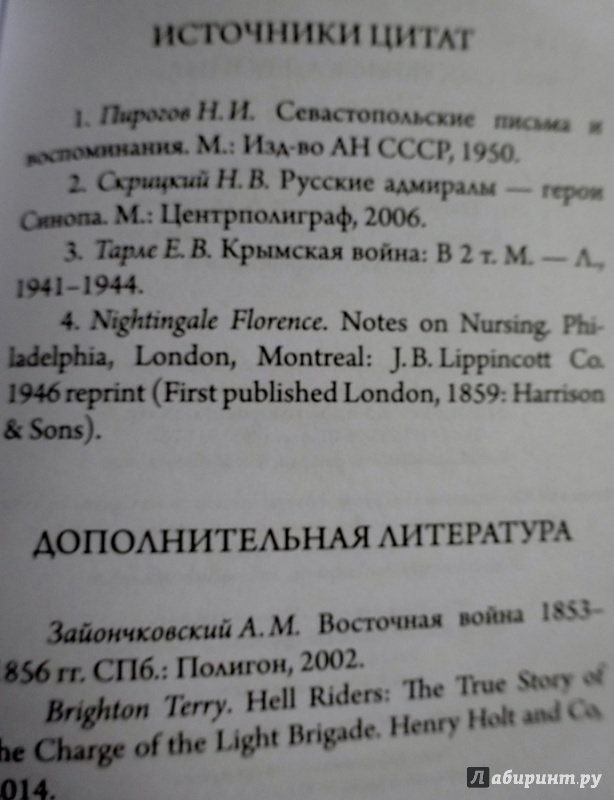 ИСТОЧНИКИ ЦИТАТ
1. Пирогов Н. И. Севастопольские письма и
воспоминания. М.: Изд-во АН СССР, 1950.
2. Скрицкий Н. В. Русские адмиралы — герои
Синопа. М.: Центрполиграф, 2006.
3. Тарле Е. В. Крымская война: В 2 т. М. — Л.,
1941–1944.
4. Nightingale Florence. Notes on Nursing. Phi-
ladelphia, London, Montreal: J. B. Lippincott Co.
1946 reprint (First published London, 1859: Harrison
& Sons).
ДОПОЛНИТЕЛЬНАЯ ЛИТЕРАТУРА
Зайончковский А. М. Восточная война 1853–
1856 гг. СПб.: Полигон, 2002.
Brighton Terry. Hell Riders: The True Story of
the Charge of the Light Brigade. Henry Holt and Co.
2014.
Лабиринт.ру